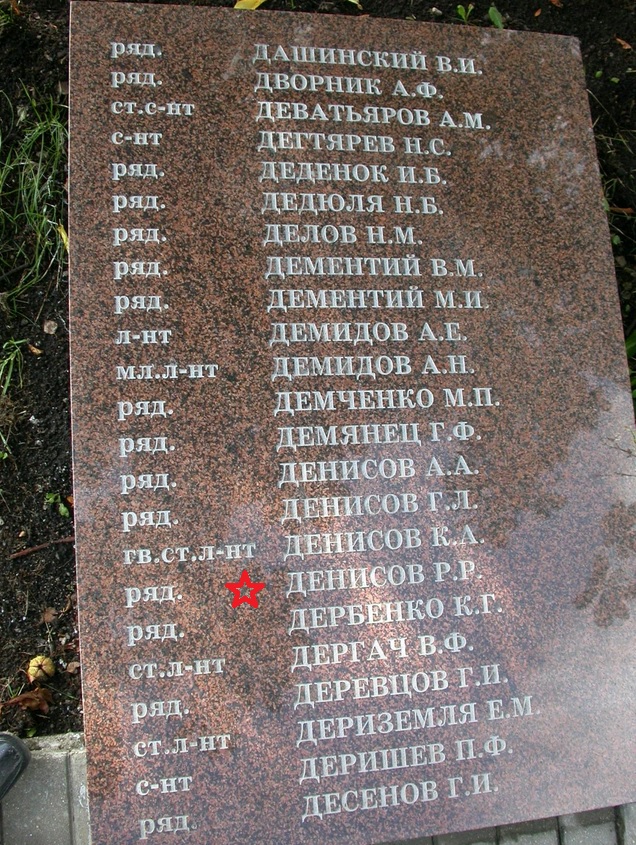 ряд. ДАШИНСКИЙ В.И.
ряд. ДВОРНИК А.Ф.
ст.с-нт ДЕВАТЬЯРОВ А.М.
с-нт ДЕГТЯРЕВ Н.С.
ряд. ДЕДЕНОК И.Б.
ряд. ДЕДЮЛЯ Н.Б.
ряд. ДЕЛОВ Н.М.
ряд. ДЕМЕНТИЙ В.М.
ряд. ДЕМЕНТИЙ М.И.
л-нт ДЕМИДОВ А.Е.
мл.л-нт ДЕМИДОВ А.Н.
ряд. ДЕМЧЕНКО М.П.
ряд. ДЕМЯНЕЦ Г.Ф.
ряд. ДЕНИСОВ А.А.
ряд. ДЕНИСОВ Г.Л.
гв.ст.л-нт ДЕНИСОВ К.А.
ряд. ДЕНИСОВ Р.Р.
ряд. ДЕРБЕНКО К.Г.
ст.л-нт ДЕРГАЧ В.Ф.
ряд. ДЕРЕВЦОВ Г.И.
ст.л-нт ДЕРИЗЕМЛЯ Е.М.
с-нт ДЕРИШЕВ П.Ф.
ряд. ДЕСЕНОВ Г.И.